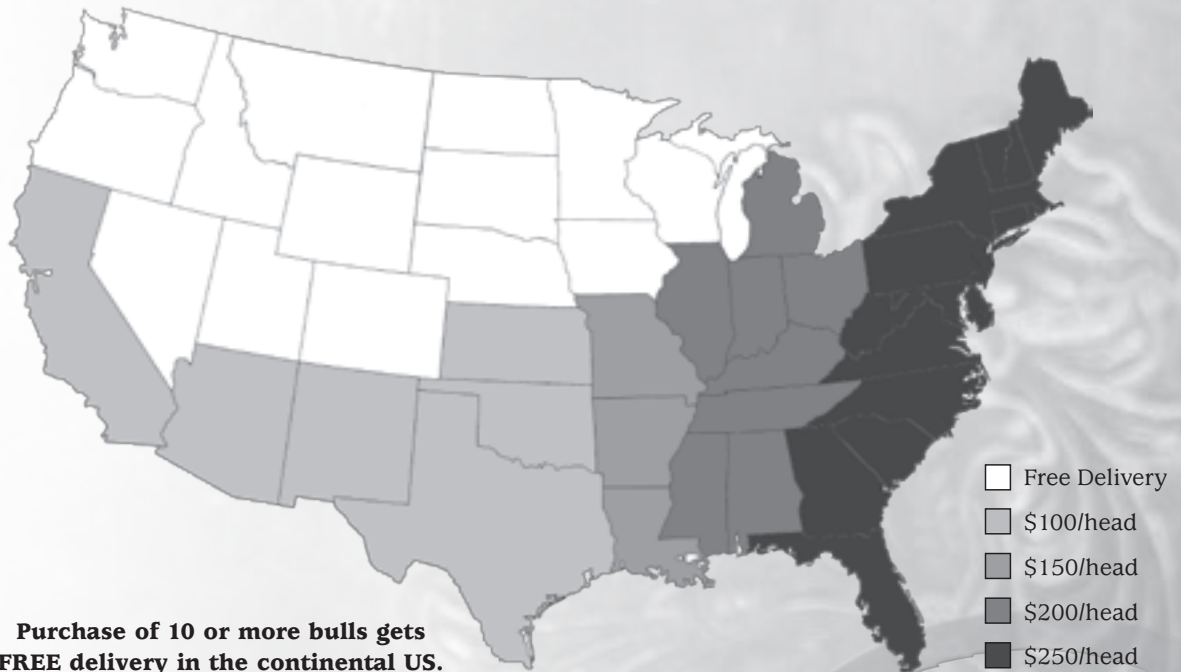 Free Delivery
$100/head
$150/head
$200/head
$250/head
Purchase of 10 or more bulls gets
FREE delivery in the continental US.